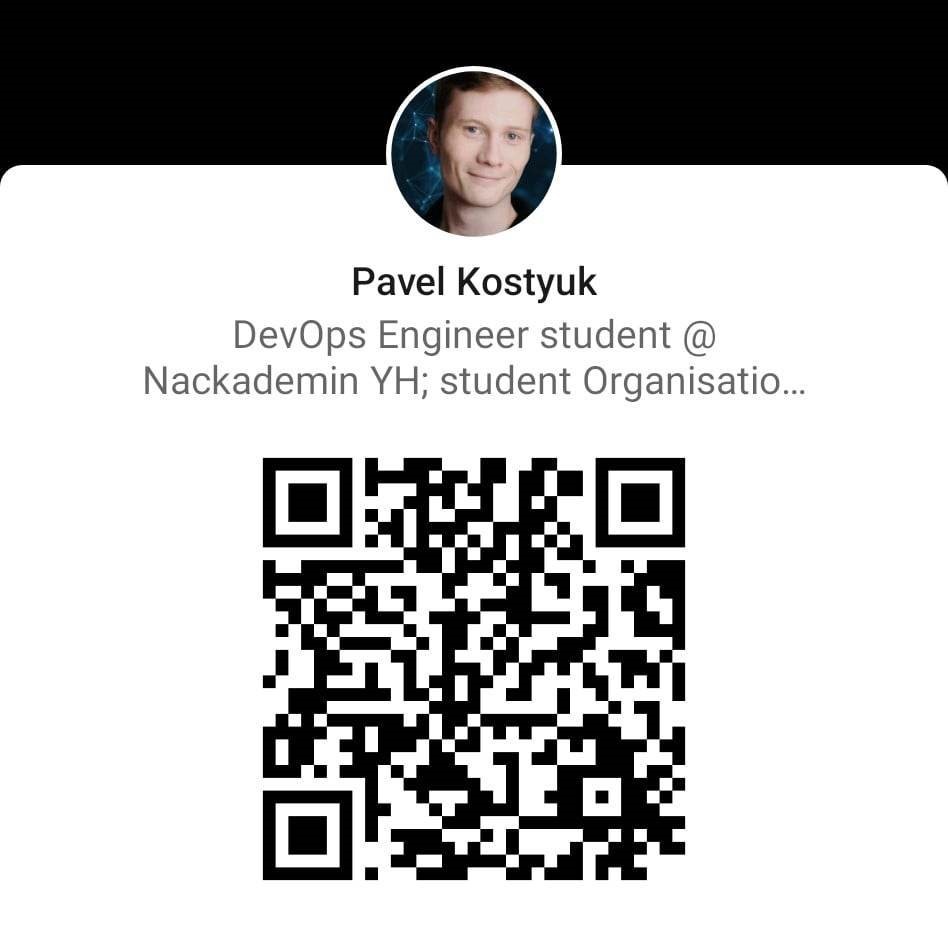 Pavel Kostyuk
DevOps Engineer student @
Nackademin YH; student Organisatio...